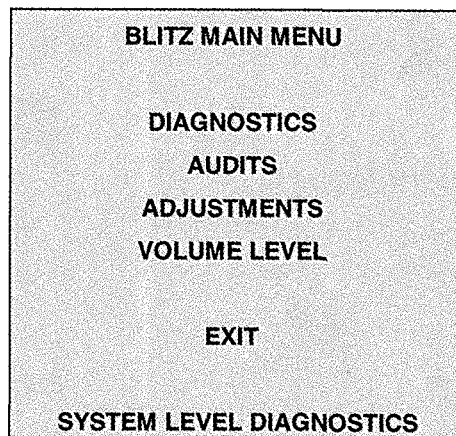 BLITZ MAIN MENU
DIAGNOSTICS
AUDITS
ADJUSTMENTS
VOLUME LEVEL
EXIT
SYSTEM LEVEL DIAGNOSTICS